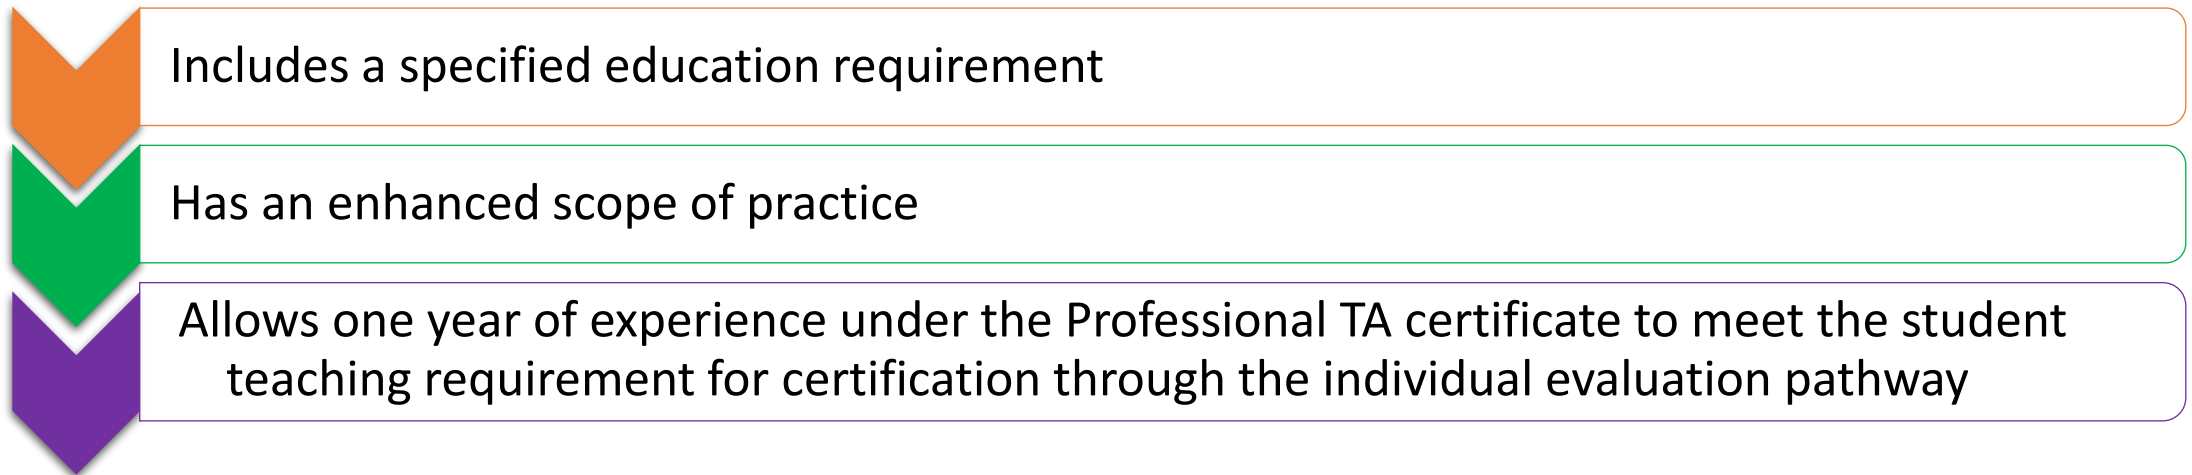 Includes a specified education requirement
Has an enhanced scope of practice
Allows one year of experience under the Professional TA certificate to meet the student
teaching requirement for certification through the individual evaluation pathway